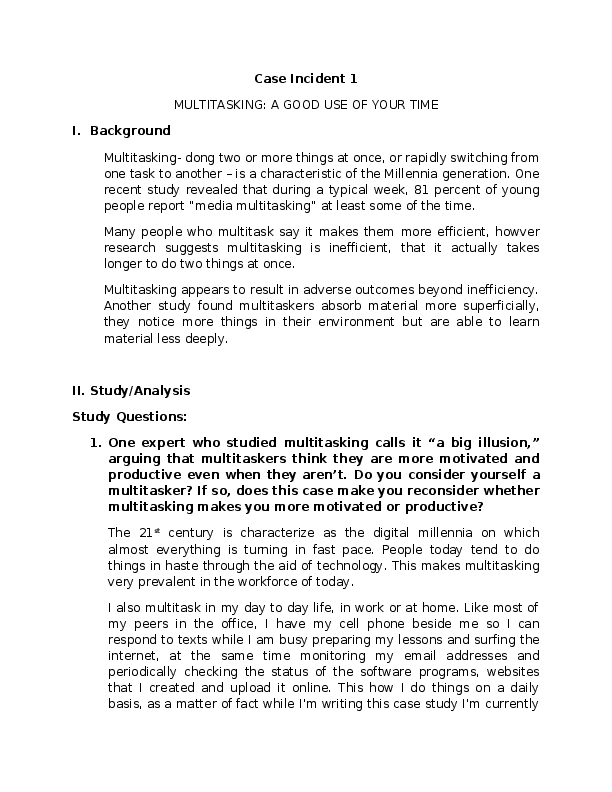 Case Incident 1
MULTITASKING: A GOOD USE OF YOUR TIME
I. Background
Multitasking- dong two or more things at once, or rapidly switching from
one task to another – is a characteristic of the Millennia generation. One
recent study revealed that during a typical week, 81 percent of young
people report “media multitasking” at least some of the time.
Many people who multitask say it makes them more efficient, howver
research suggests multitasking is inefficient, that it actually takes
longer to do two things at once.
Multitasking appears to result in adverse outcomes beyond inefficiency.
Another study found multitaskers absorb material more superficially,
they notice more things in their environment but are able to learn
material less deeply.
II. Study/Analysis
Study Questions:
1. One expert who studied multitasking calls it “a big illusion,”
arguing that multitaskers think they are more motivated and
productive even when they aren’t. Do you consider yourself a
multitasker? If so, does this case make you reconsider whether
multitasking makes you more motivated or productive?
The 21st century is characterize as the digital millennia on which
almost everything is turning in fast pace. People today tend to do
things in haste through the aid of technology. This makes multitasking
very prevalent in the workforce of today.
I also multitask in my day to day life, in work or at home. Like most of
my peers in the office, I have my cell phone beside me so I can
respond to texts while I am busy preparing my lessons and surfing the
internet, at the same time monitoring my email addresses and
periodically checking the status of the software programs, websites
that I created and upload it online. This how I do things on a daily
basis, as a matter of fact while I’m writing this case study I’m currently